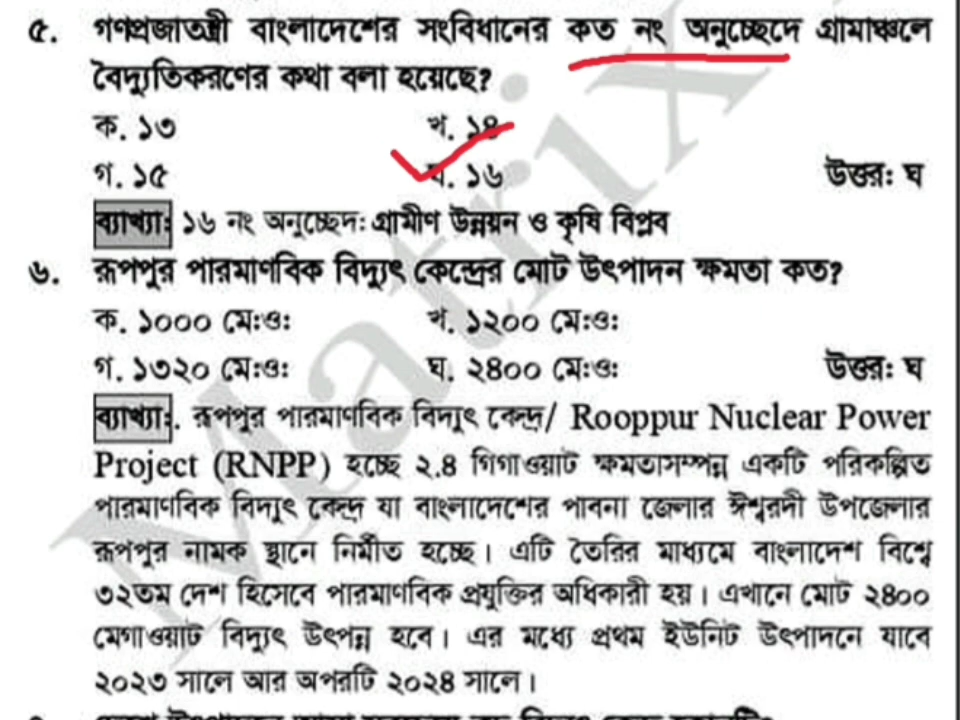 ৫. গণপ্রজাতন্ত্রী বাংলাদেশের সংবিধানের কত নং অনুচ্ছেদে গ্রামাঞ্চলে
বৈদ্যুতিকরণের কথা বলা হয়েছে?
ক. ১৩ খ. ১৪
গ. ১৫ ঘ. ১৬ উত্তর: ঘ
ব্যাখ্যা: ১৬ নং অনুচ্ছেদ: গ্রামীণ উন্নয়ন ও কৃষি বিপ্লব
৬. রূপপুর পারমাণবিক বিদ্যুৎ কেন্দ্রের মোট উৎপাদন ক্ষমতা কত?
ক. ১০০০ মে:ও: খ. ১২০০ মে:ও:
গ. ১৩২০ মে:ও: ঘ. ২৪০০ মে:ও: উত্তর: ঘ
ব্যাখ্যা:. রূপপুর পারমাণবিক বিদ্যুৎ কেন্দ্র/ Rooppur Nuclear Power
Project (RNPP) হচ্ছে ২.৪ গিগাওয়াট ক্ষমতাসম্পন্ন একটি পরিকল্পিত
পারমাণবিক বিদ্যুৎ কেন্দ্র যা বাংলাদেশের পাবনা জেলার ঈশ্বরদী উপজেলার
রূপপুর নামক স্থানে নির্মীত হচ্ছে। এটি তৈরির মাধ্যমে বাংলাদেশ বিশ্বে
৩২তম দেশ হিসেবে পারমাণবিক প্রযুক্তির অধিকারী হয়। এখানে মোট ২৪০০
মেগাওয়াট বিদ্যুৎ উৎপন্ন হবে। এর মধ্যে প্রথম ইউনিট উৎপাদনে যাবে
২০২৩ সালে আর অপরটি ২০২৪ সালে।
Matrix